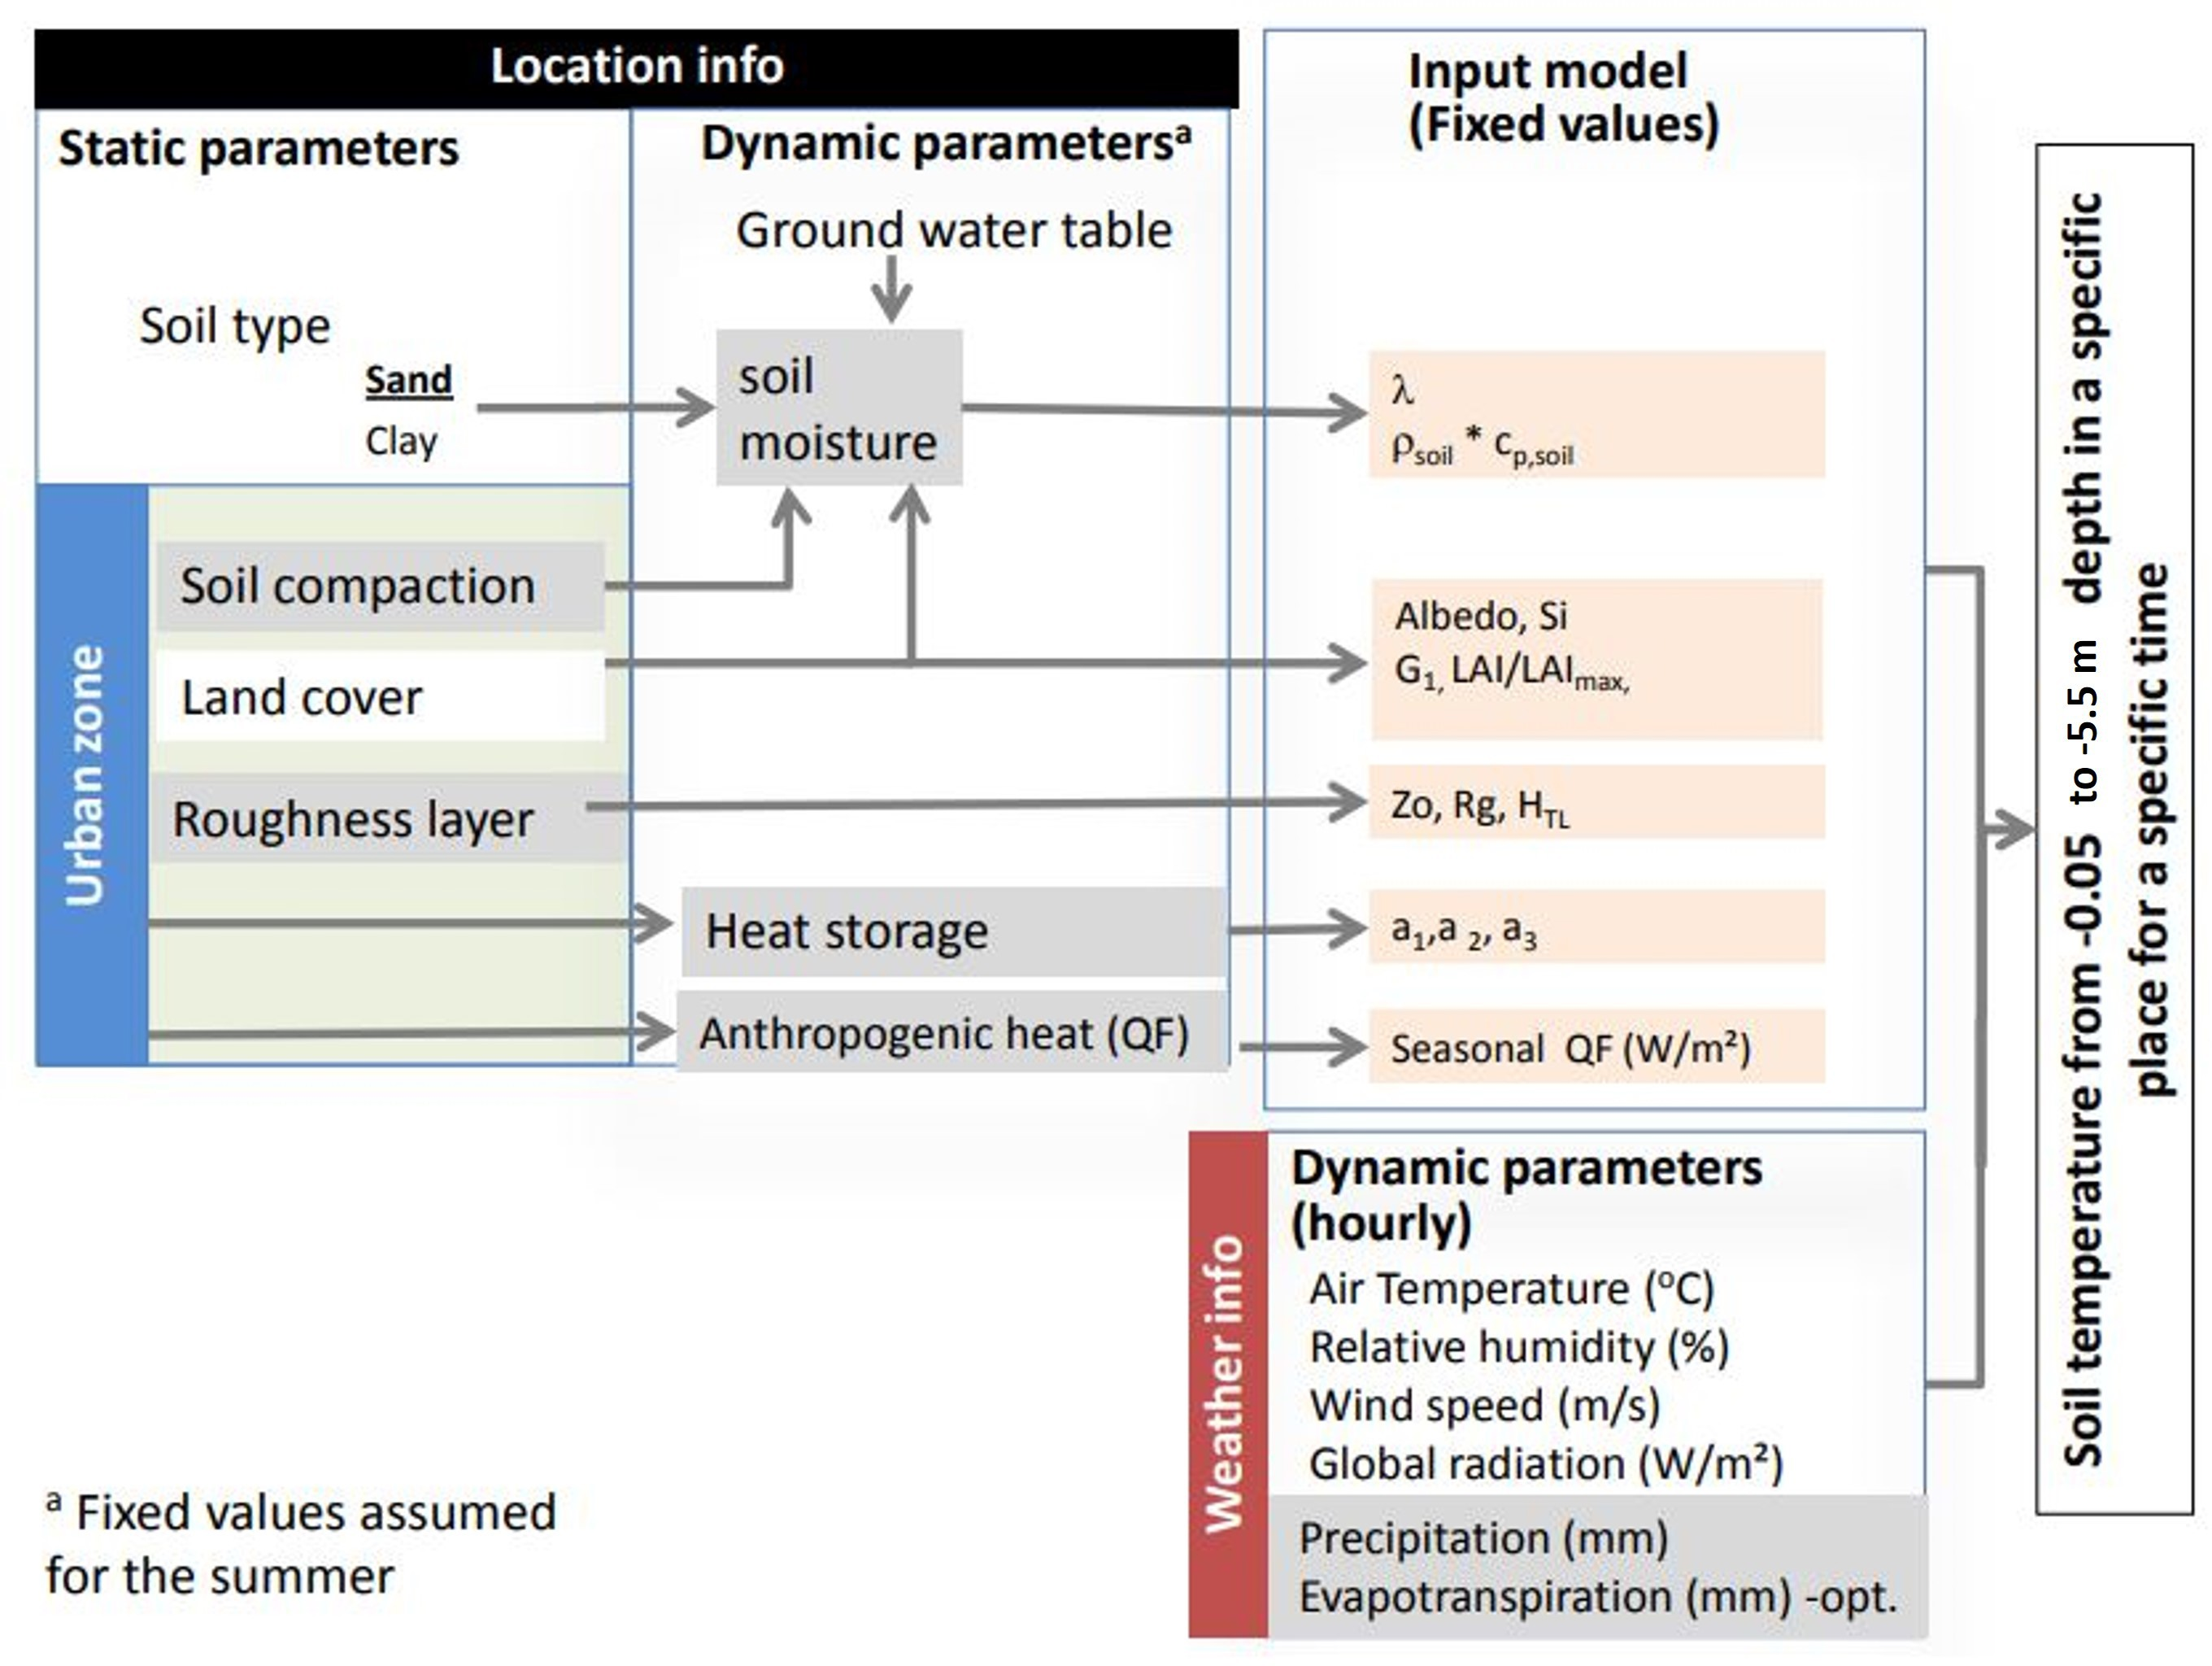 Location info
Static parameters
Dynamic parametersᵃ
Ground water table
Soil type
Sand
Clay
soil
moisture
Urban zone
Soil compaction
Land cover
Roughness layer
Heat storage
Anthropogenic heat (QF)
Input model
(Fixed values)
λ
ρsoil * cp,soil
Albedo, Si
G1, LAI/LAImax,
Zo, Rg, HTL
a1,a 2, a3
Seasonal QF (W/m²)
Weather info
Dynamic parameters
(hourly)
Air Temperature (ºC)
Relative humidity (%)
Wind speed (m/s)
Global radiation (W/m²)
Precipitation (mm)
Evapotranspiration (mm) -opt.
Soil temperature from -0.05 to -5.5 m depth in a specific
place for a specific time
ᵃ Fixed values assumed
for the summer